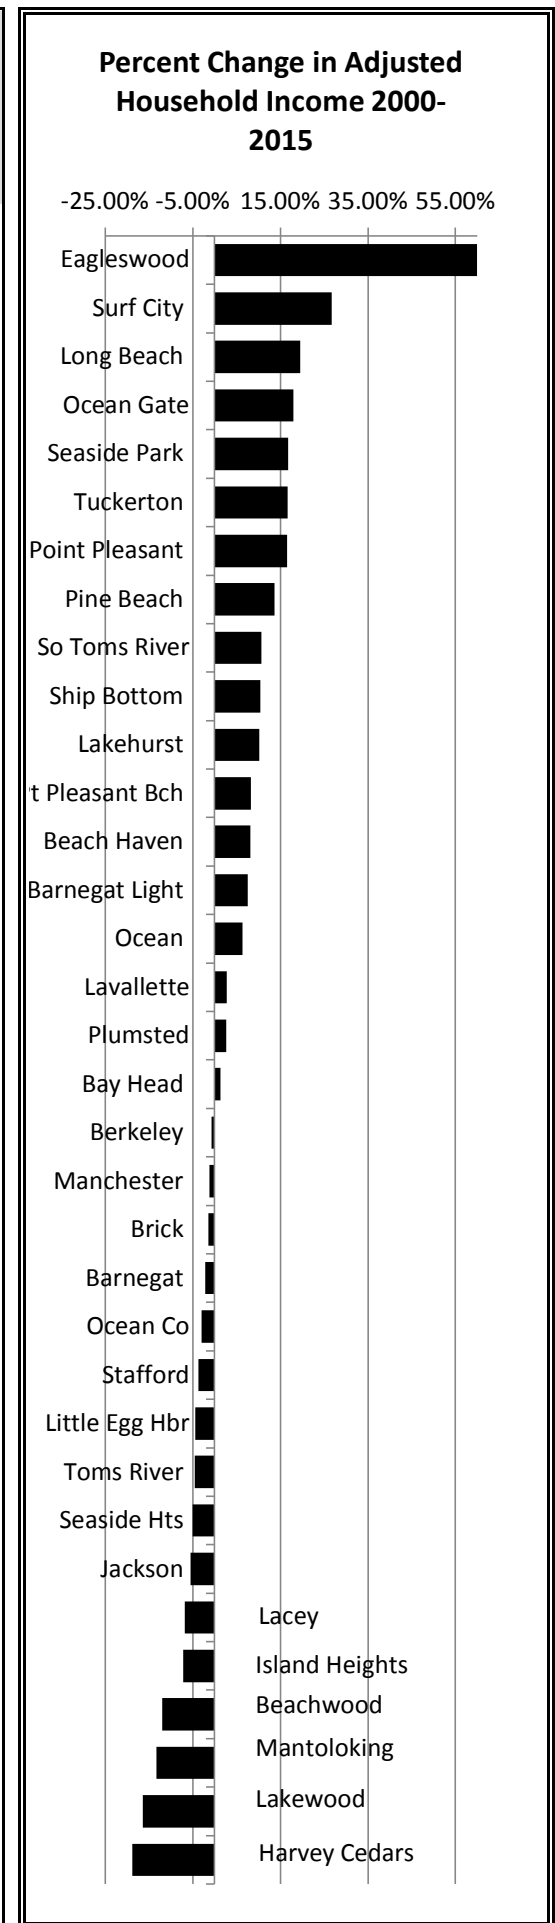 Percent Change in Adjusted
Household Income 2000-
2015
-25.00% -5.00% 15.00% 35.00% 55.00%
Eagleswood
Surf City
Long Beach
Ocean Gate
Seaside Park
Tuckerton
Point Pleasant
Pine Beach
So Toms River
Ship Bottom
Lakehurst
t Pleasant Bch
Beach Haven
Barnegat Light
Ocean
Lavallette
Plumsted
Bay Head
Berkeley
Manchester
Brick
Barnegat
Ocean Co
Stafford
Little Egg Hbr
Toms River
Seaside Hts
Jackson
Lacey
Island Heights
Beachwood
Mantoloking
Lakewood
Harvey Cedars